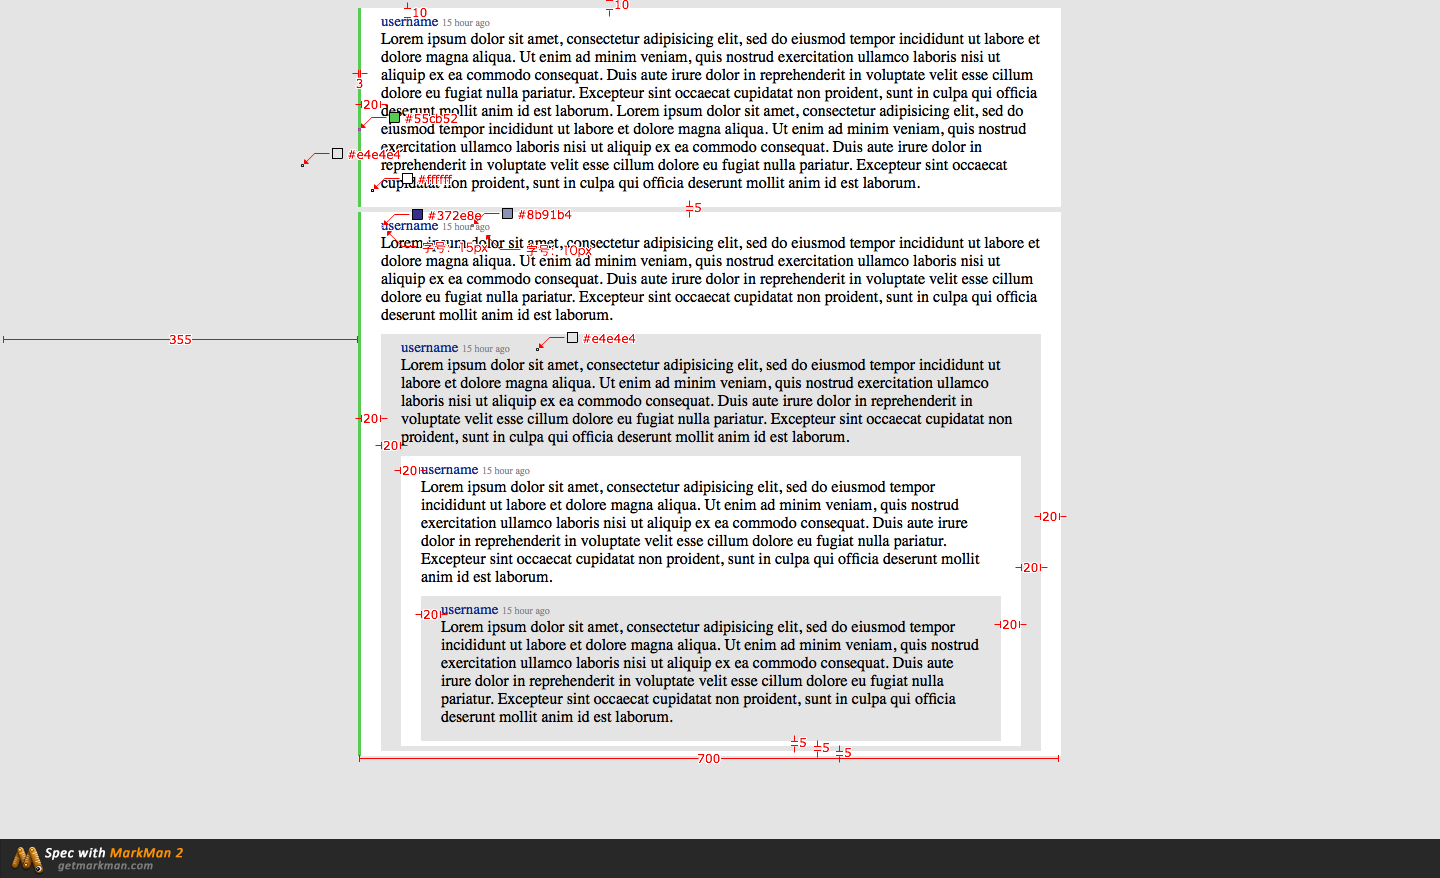 10
10
username 15 hour ago
Lorem ipsum dolor sit amet, consectetur adipisicing elit, sed do eiusmod tempor incididunt ut labore et
dolore magna aliqua. Ut enim ad minim veniam, quis nostrud exercitation ullamco laboris nisi ut
aliquip ex ea commodo consequat. Duis aute irure dolor in reprehenderit in voluptate velit esse cillum
3
dolore eu fugiat nulla pariatur. Excepteur sint occaecat cupidatat non proident, sunt in culpa qui officia
20
deserunt mollit anim id est laborum. Lorem ipsum dolor sit amet, consectetur adipisicing elit, sed do
#55cb52
eiusmod tempor incididunt ut labore et dolore magna aliqua. Ut enim ad minim veniam, quis nostrud
exercitation ullamco laboris nisi ut aliquip ex ea commodo consequat. Duis aute irure dolor in
#e4e4e4
reprehenderit in voluptate velit esse cillum dolore eu fugiat nulla pariatur. Excepteur sint occaecat
#ffffff
cupidatat non proident, sunt in culpa qui officia deserunt mollit anim id est laborum.
5
#372e8e
#8b91b4
username 15 hour ago
Lorem ipsum dolor sit amet, consectetur adipisicing elit, sed do eiusmod tempor incididunt ut labore et
字号: 15px
字号: 10px
dolore magna aliqua. Ut enim ad minim veniam, quis nostrud exercitation ullamco laboris nisi ut
aliquip ex ea commodo consequat. Duis aute irure dolor in reprehenderit in voluptate velit esse cillum
dolore eu fugiat nulla pariatur. Excepteur sint occaecat cupidatat non proident, sunt in culpa qui officia
deserunt mollit anim id est laborum.
355
#e4e4e4
username 15 hour ago
Lorem ipsum dolor sit amet, consectetur adipisicing elit, sed do eiusmod tempor incididunt ut
labore et dolore magna aliqua. Ut enim ad minim veniam, quis nostrud exercitation ullamco
laboris nisi ut aliquip ex ea commodo consequat. Duis aute irure dolor in reprehenderit in
20
voluptate velit esse cillum dolore eu fugiat nulla pariatur. Excepteur sint occaecat cupidatat non
proident, sunt in culpa qui officia deserunt mollit anim id est laborum.
20
20
username 15 hour ago
Lorem ipsum dolor sit amet, consectetur adipisicing elit, sed do eiusmod tempor
incididunt ut labore et dolore magna aliqua. Ut enim ad minim veniam, quis nostrud
20
exercitation ullamco laboris nisi ut aliquip ex ea commodo consequat. Duis aute irure
dolor in reprehenderit in voluptate velit esse cillum dolore eu fugiat nulla pariatur.
Excepteur sint occaecat cupidatat non proident, sunt in culpa qui officia deserunt mollit
20
anim id est laborum.
username 15 hour ago
20
20
Lorem ipsum dolor sit amet, consectetur adipisicing elit, sed do eiusmod tempor
incididunt ut labore et dolore magna aliqua. Ut enim ad minim veniam, quis nostrud
exercitation ullamco laboris nisi ut aliquip ex ea commodo consequat. Duis aute
irure dolor in reprehenderit in voluptate velit esse cillum dolore eu fugiat nulla
pariatur. Excepteur sint occaecat cupidatat non proident, sunt in culpa qui officia
deserunt mollit anim id est laborum.
5
5
5
700
Spec with MarkMan 2
getmarkman.com